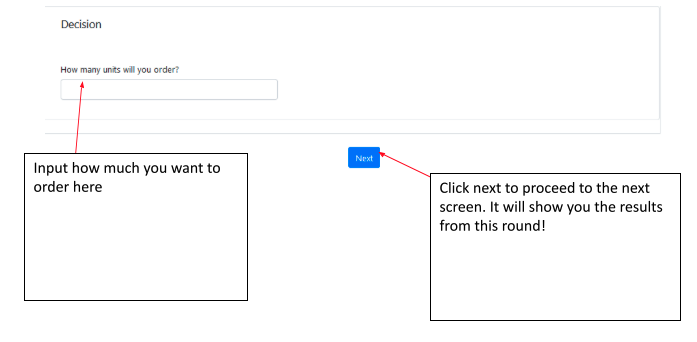 Decision
How many units will you order?
Next
Input how much you want to
order here
Click next to proceed to the next
screen. It will show you the results
from this round!